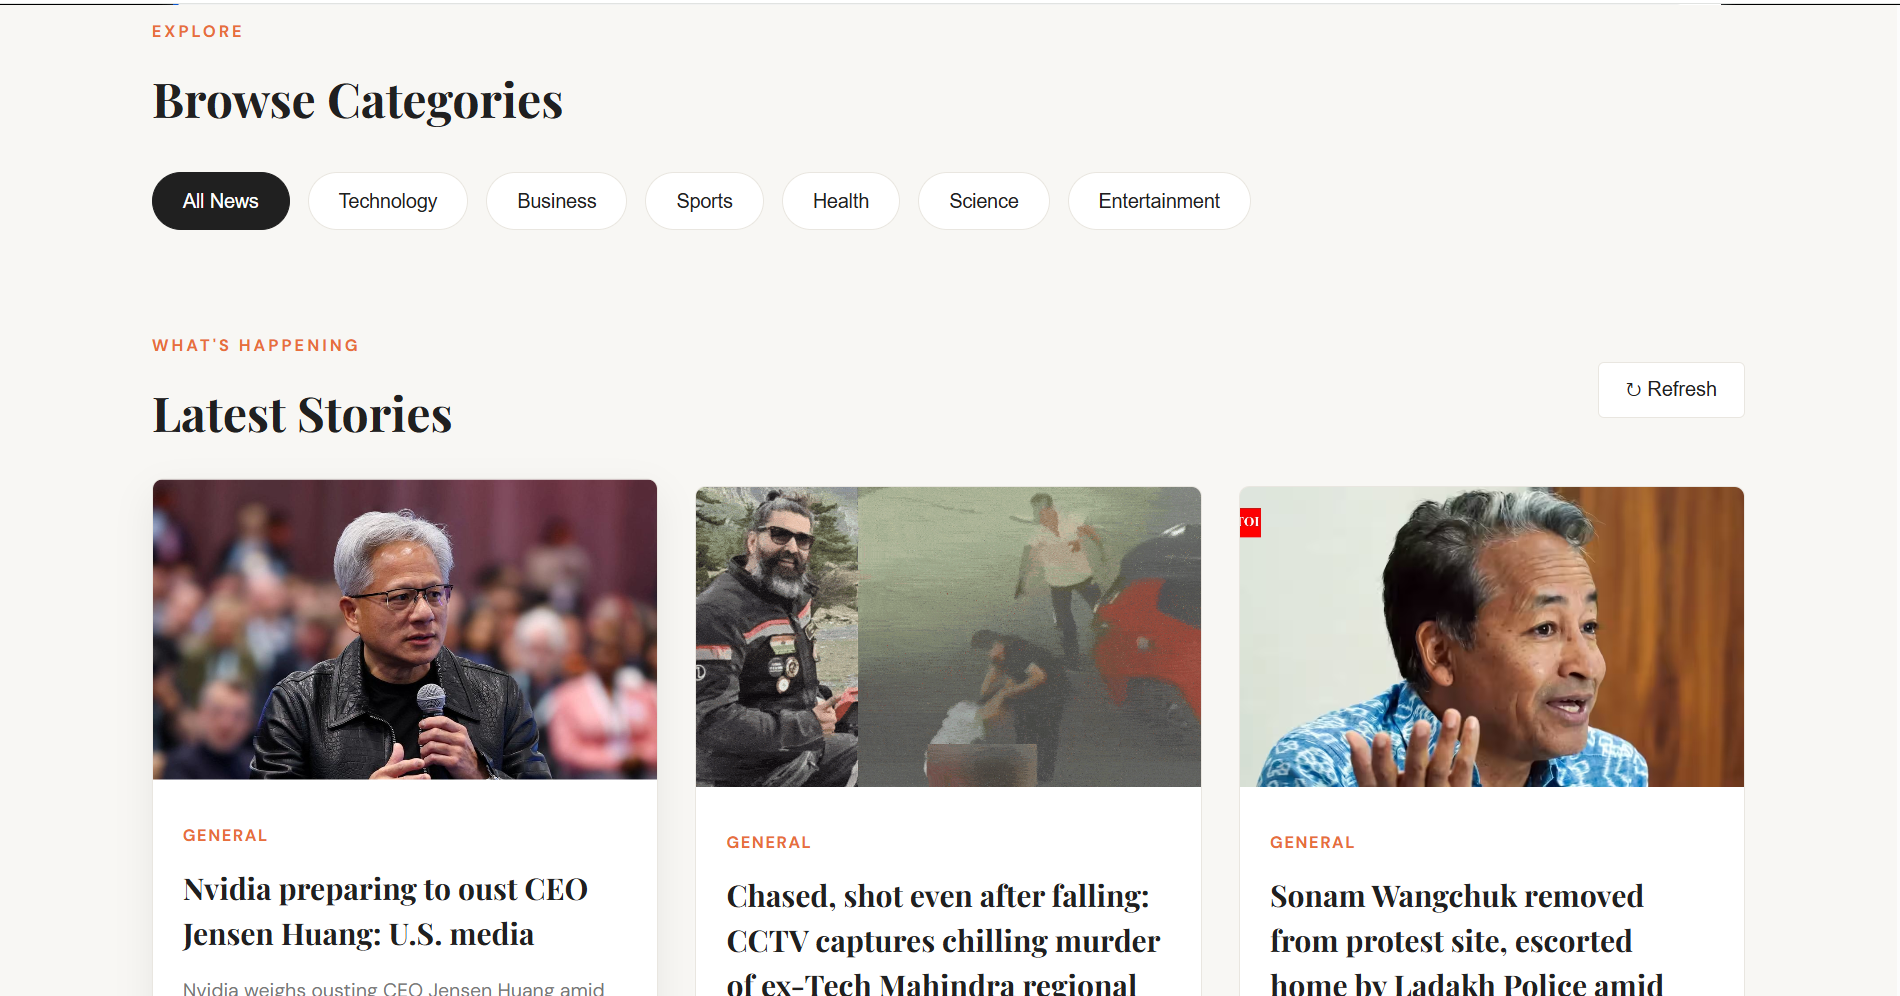 EXPLORE
Browse Categories
All News
Technology
Business
Sports
Health
Science
Entertainment
WHAT'S HAPPENING
Latest Stories
↻ Refresh
TOI
GENERAL
Nvidia preparing to oust CEO
Jensen Huang: U.S. media
Nvidia weighs ousting CEO Jensen Huang amid
GENERAL
Chased, shot even after falling:
CCTV captures chilling murder
of ex-Tech Mahindra regional
GENERAL
Sonam Wangchuk removed
from protest site, escorted
home by Ladakh Police amid